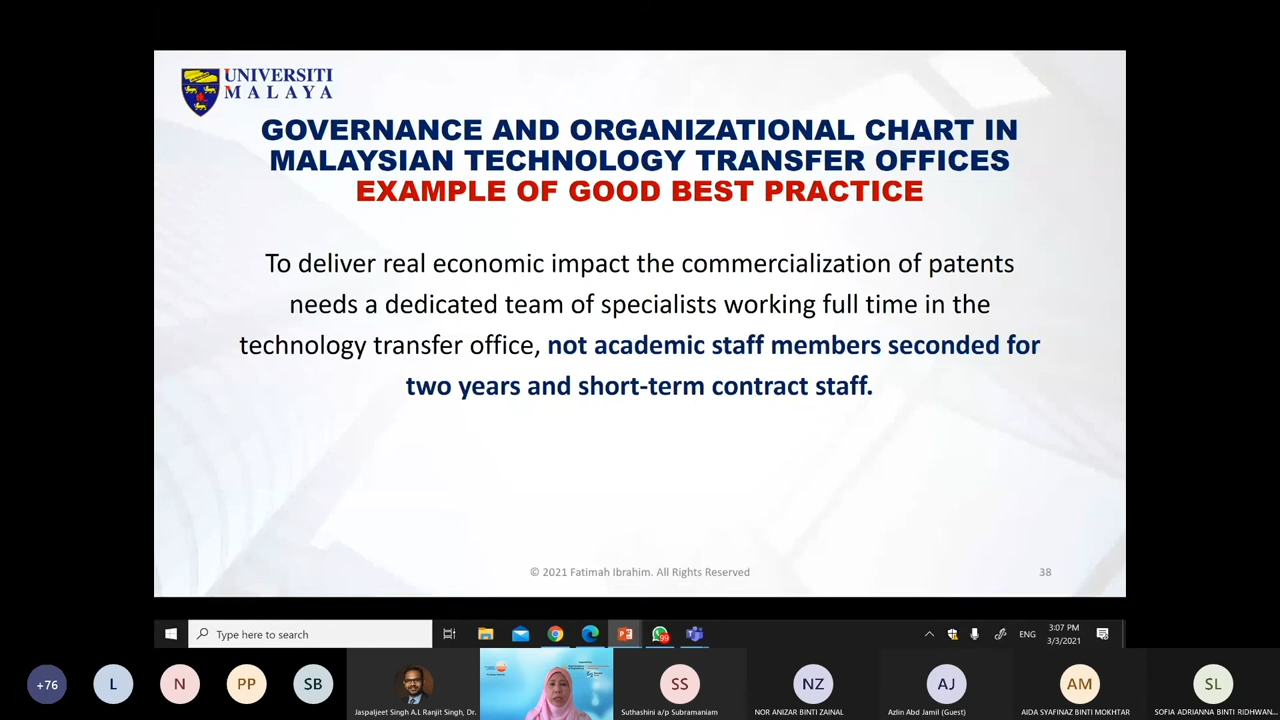 UNIVERSITI
MALAYA
GOVERNANCE AND ORGANIZATIONAL CHART IN
MALAYSIAN TECHNOLOGY TRANSFER OFFICES
EXAMPLE OF GOOD BEST PRACTICE
To deliver real economic impact the commercialization of patents
needs a dedicated team of specialists working full time in the
technology transfer office, not academic staff members seconded for
two years and short-term contract staff.
© 2021 Fatimah Ibrahim. All Rights Reserved
38
Type here to search
99
ENG
3:07 PM
3/3/2021
+76
L
N
PP
SB
SS
NZ
AJ
AM
SL
Jaspaljeet Singh A.L Ranjit Singh, Dr.
Suthashini a/p Subramaniam
NOR ANIZAR BINTI ZAINAL
Azlin Abd Jamil (Guest)
AIDA SYAFINAZ BINTI MOKHTAR
SOFIA ADRIANNA BINTI RIDHWAN...